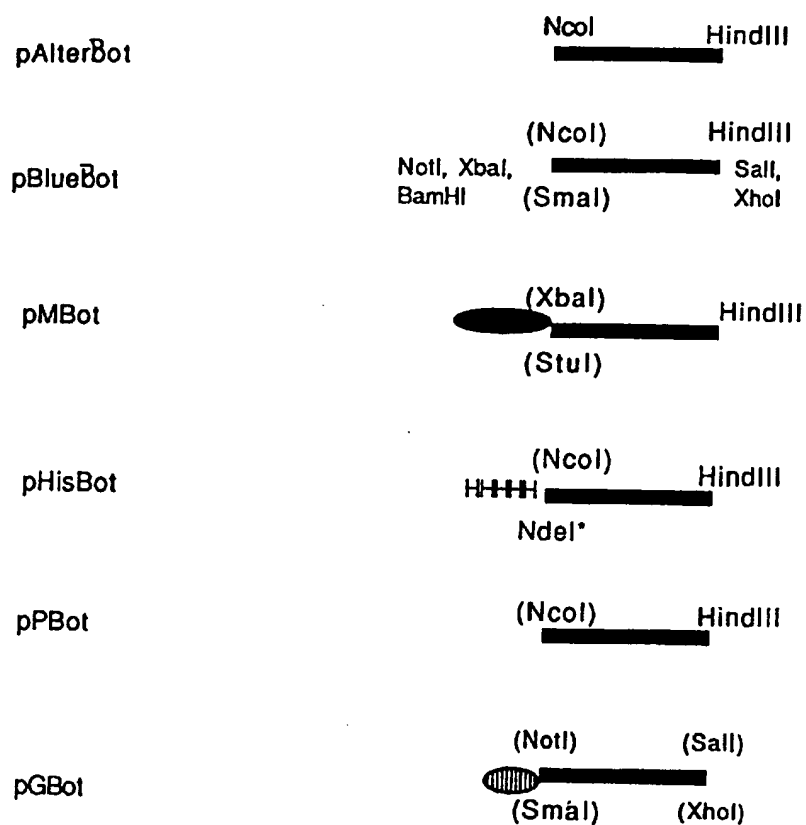 pAlterBot
NcoI HindIII
pBlueBot
(NcoI) HindIII
NotI, XbaI, SalI,
BamHI (SmaI) XhoI
pMBot
(XbaI) HindIII
(StuI)
pHisBot
(NcoI) HindIII
NdeI*
pPBot
(NcoI) HindIII
pGBot
(NotI) (SalI)
(SmaI) (XhoI)